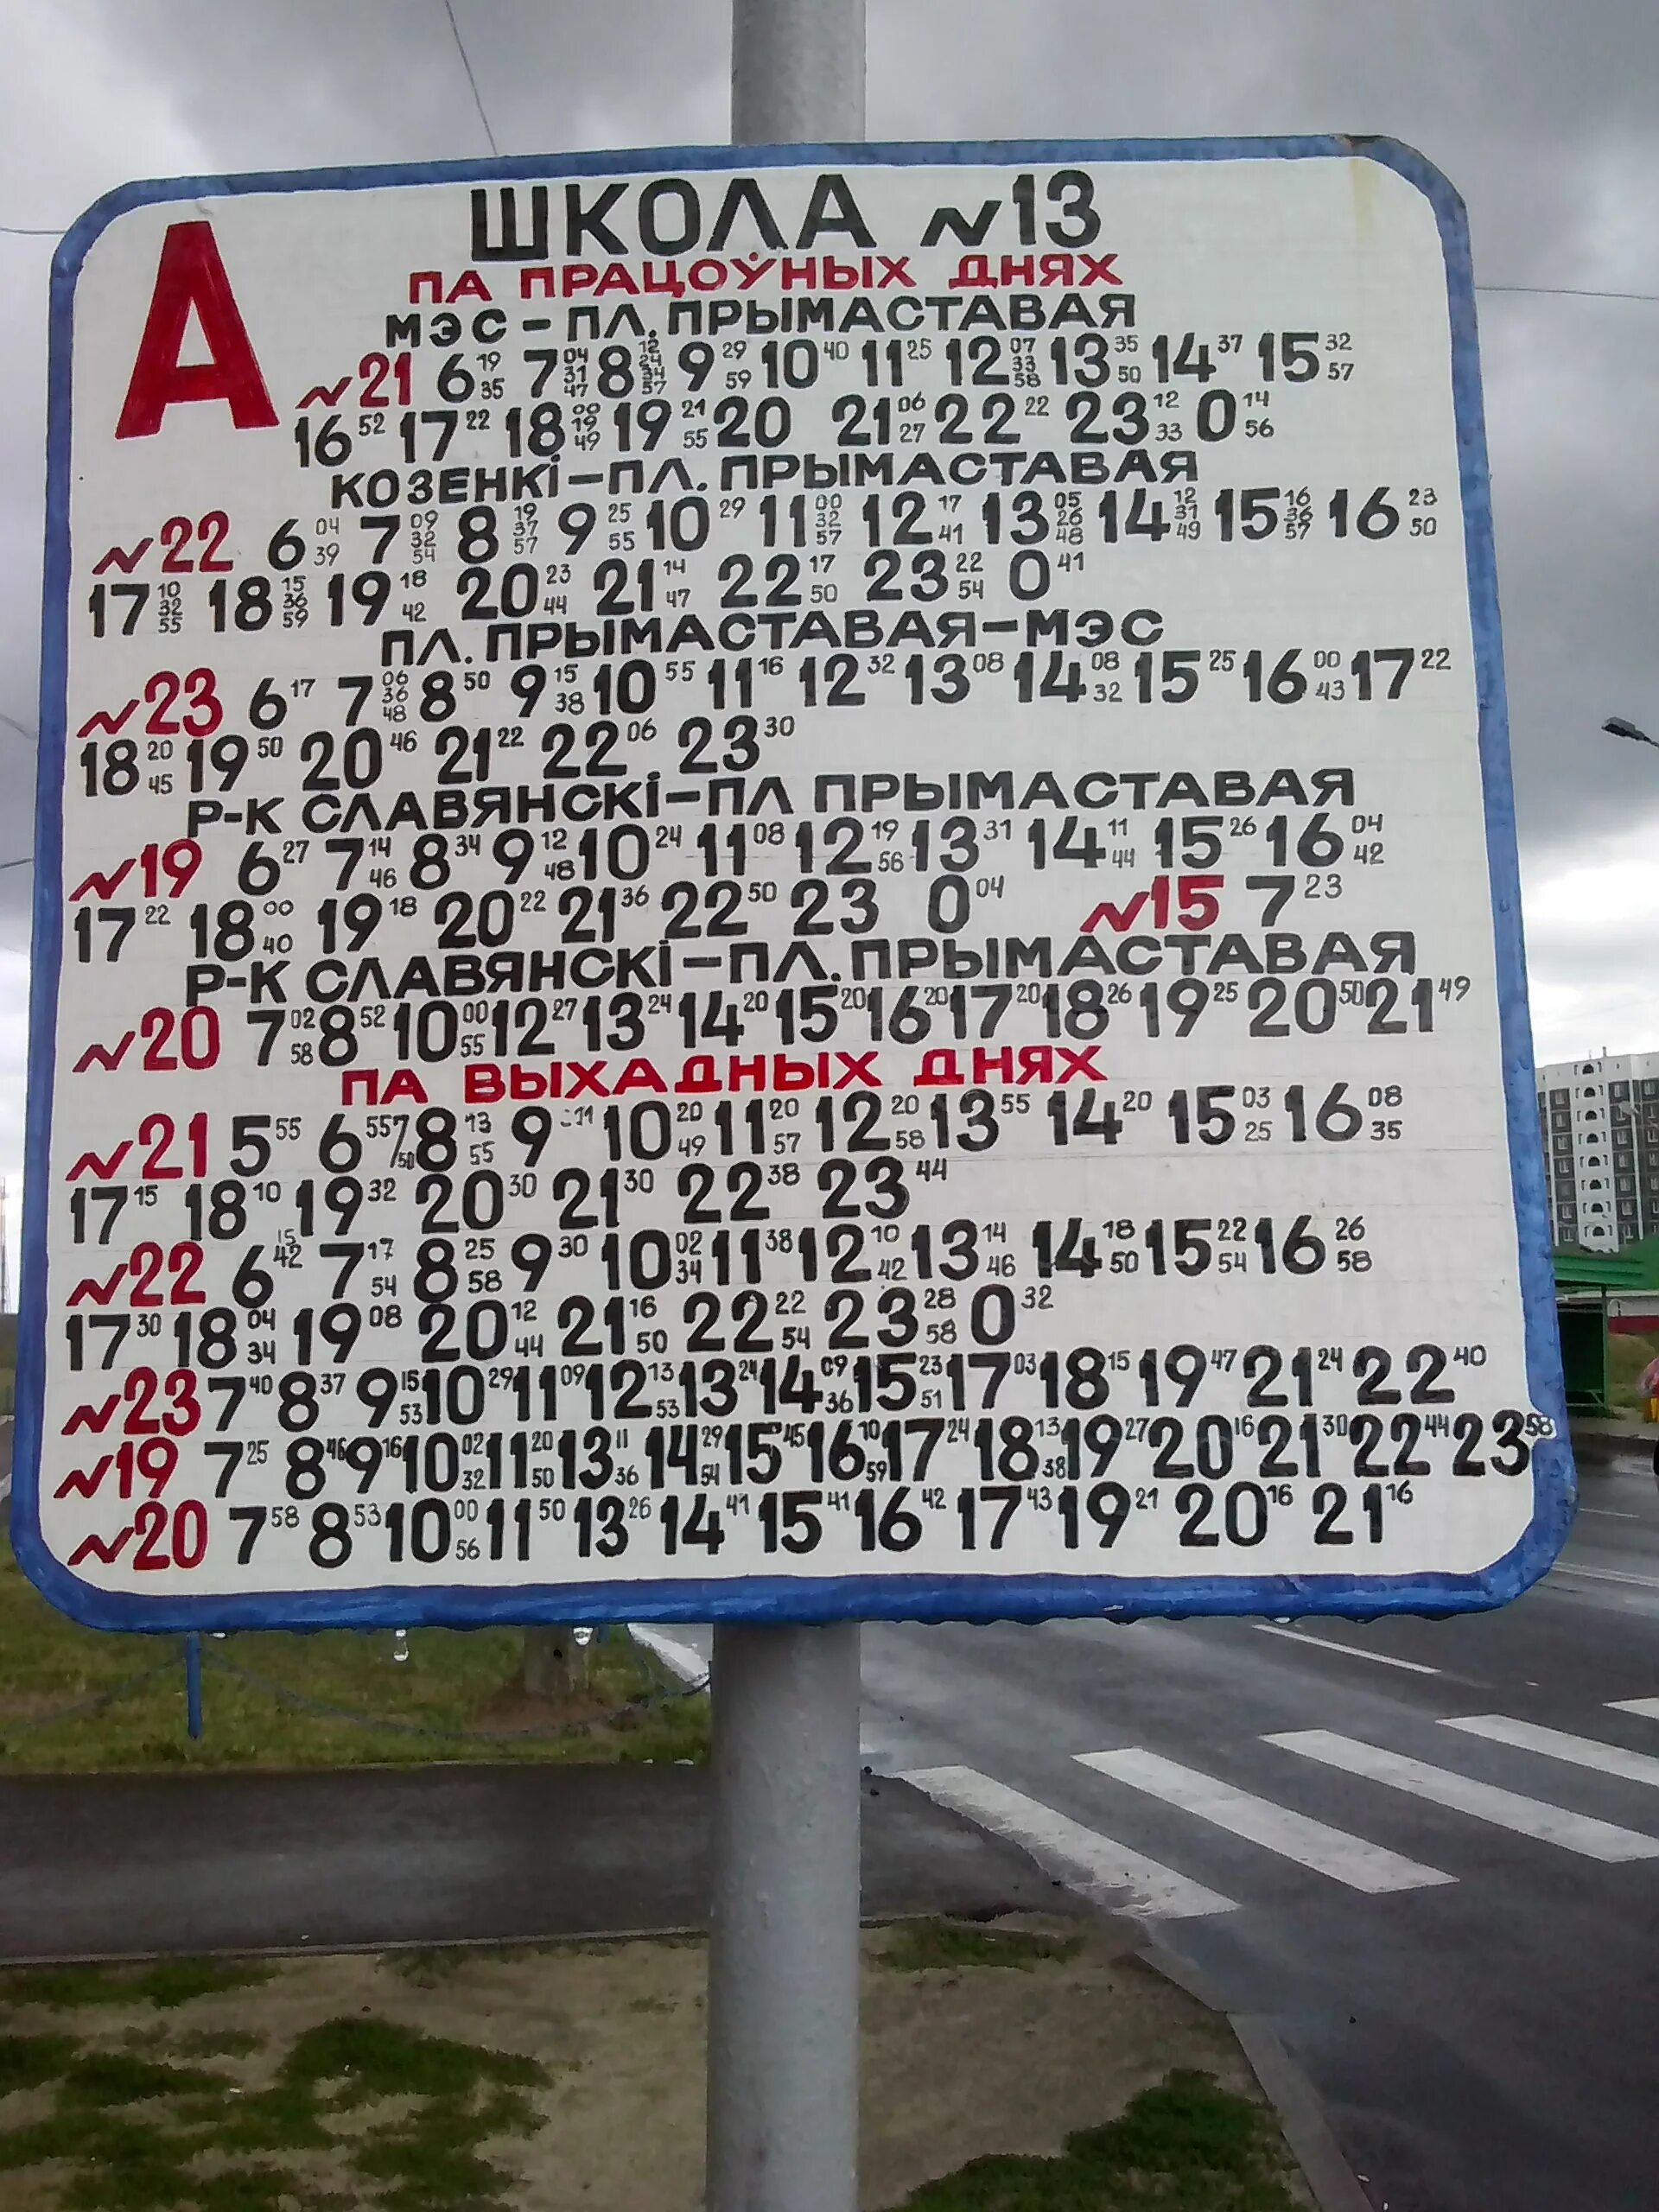 А
ШКОЛА №13
ПА ПРАЦОЎНЫХ ДНЯХ
МЭС - ПЛ. ПРЫМАСТАВАЯ
№21 6 19 35 7 04 31 47 8 12 24 34 57 9 29 59 10 40 11 25 12 07 33 58 13 35 50 14 37 15 32 57
16 52 17 22 18 00 19 49 19 21 55 20 21 06 27 22 22 23 12 33 0 14 56
КОЗЕНКІ-ПЛ. ПРЫМАСТАВАЯ
№22 6 04 39 7 09 32 54 8 19 37 57 9 25 55 10 29 11 00 32 57 12 17 41 13 05 26 48 14 12 31 49 15 16 36 57 16 23 50
17 10 32 55 18 15 36 59 19 18 42 20 23 44 21 14 47 22 17 50 23 22 54 0 41
ПЛ. ПРЫМАСТАВАЯ-МЭС
№23 6 17 7 06 36 48 8 50 9 15 38 10 55 11 16 12 32 13 08 14 08 32 15 25 16 00 43 17 22
18 20 45 19 50 20 46 21 22 22 06 23 30
Р-К СЛАВЯНСКІ-ПЛ ПРЫМАСТАВАЯ
№19 6 27 7 14 46 8 34 9 12 48 10 24 11 08 12 19 56 13 31 14 11 44 15 26 16 04 42
17 22 18 00 40 19 18 20 22 21 36 22 50 23 0 04 №15 7 23
Р-К СЛАВЯНСКІ-ПЛ. ПРЫМАСТАВАЯ
№20 7 02 58 8 52 10 00 55 12 27 13 24 14 20 15 20 16 20 17 20 18 26 19 25 20 50 21 49
ПА ВЫХАДНЫХ ДНЯХ
№21 5 55 6 55 7 50 8 13 55 9 10 20 49 11 20 57 12 20 58 13 55 14 20 15 03 25 16 08 35
17 15 18 10 19 32 20 30 21 30 22 38 23 44
№22 6 15 42 7 17 54 8 25 58 9 30 10 02 34 11 38 12 10 42 13 14 46 14 18 50 15 22 54 16 26 58
17 30 18 04 34 19 08 20 12 44 21 16 50 22 22 54 23 28 58 0 32
№23 7 40 8 37 9 15 53 10 29 11 09 12 13 53 13 24 14 09 36 15 23 51 17 03 18 15 19 47 21 24 22 40
№19 7 25 8 46 9 16 10 02 32 11 20 50 13 11 36 14 29 54 15 45 16 10 59 17 24 18 13 38 19 27 20 16 21 30 22 44 23 58
№20 7 58 8 53 10 00 56 11 50 13 26 14 41 15 41 16 42 17 43 19 21 20 16 21 16